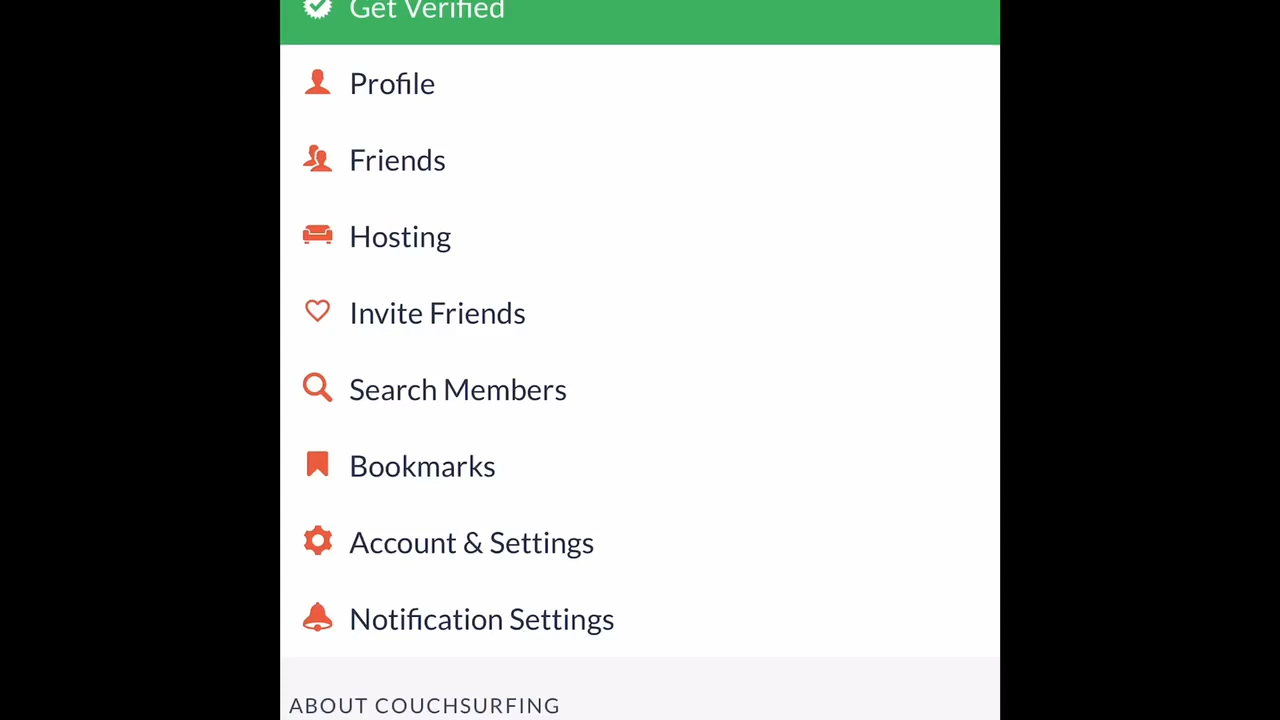 Get Verified
Profile
Friends
Hosting
Invite Friends
Search Members
Bookmarks
Account & Settings
Notification Settings
ABOUT COUCHSURFING